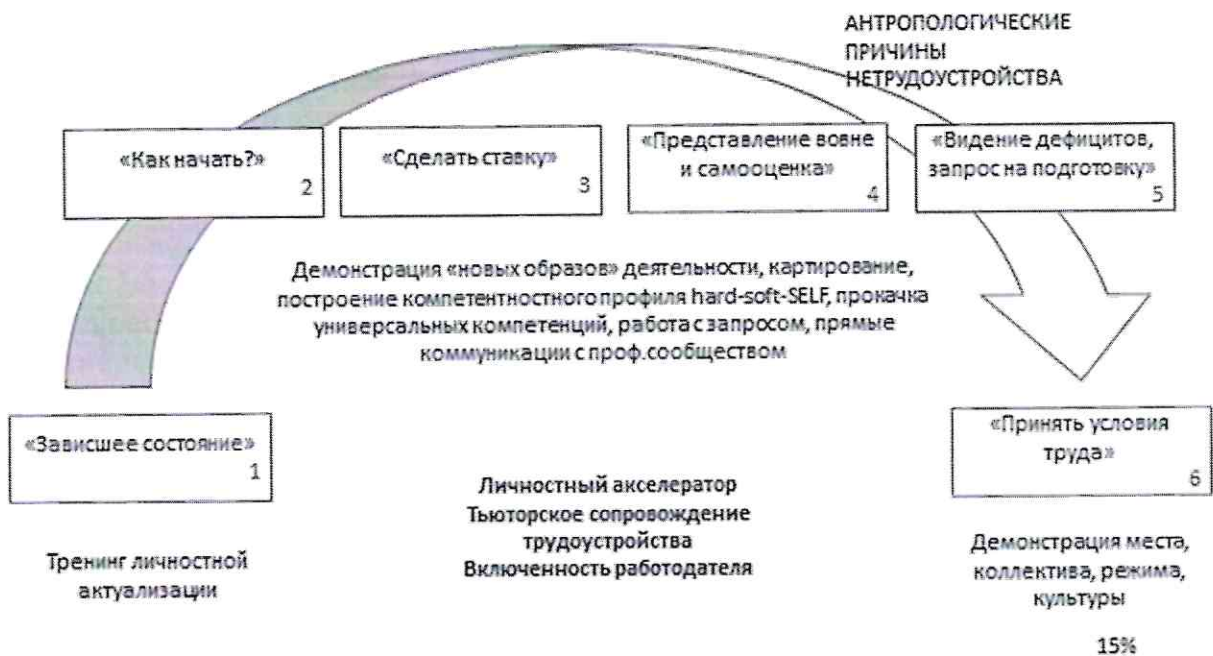 АНТРОПОЛОГИЧЕСКИЕ
ПРИЧИНЫ
НЕТРУДОУСТРОЙСТВА
«Как начать?»
2
«Сделать ставку»
3
«Представление вовне
и самооценка»
4
«Видение дефицитов,
запрос на подготовку»
5
Демонстрация «новых образов» деятельности, картирование,
построение компетентностного профиля hard-soft-SELF, прокачка
универсальных компетенций, работа с запросом, прямые
коммуникации с проф.сообществом
«Зависшее состояние»
1
Тренинг личностной
актуализации
Личностный акселератор
Тьюторское сопровождение
трудоустройства
Включенность работодателя
«Принять условия
труда»
6
Демонстрация места,
коллектива, режима,
культуры
15%